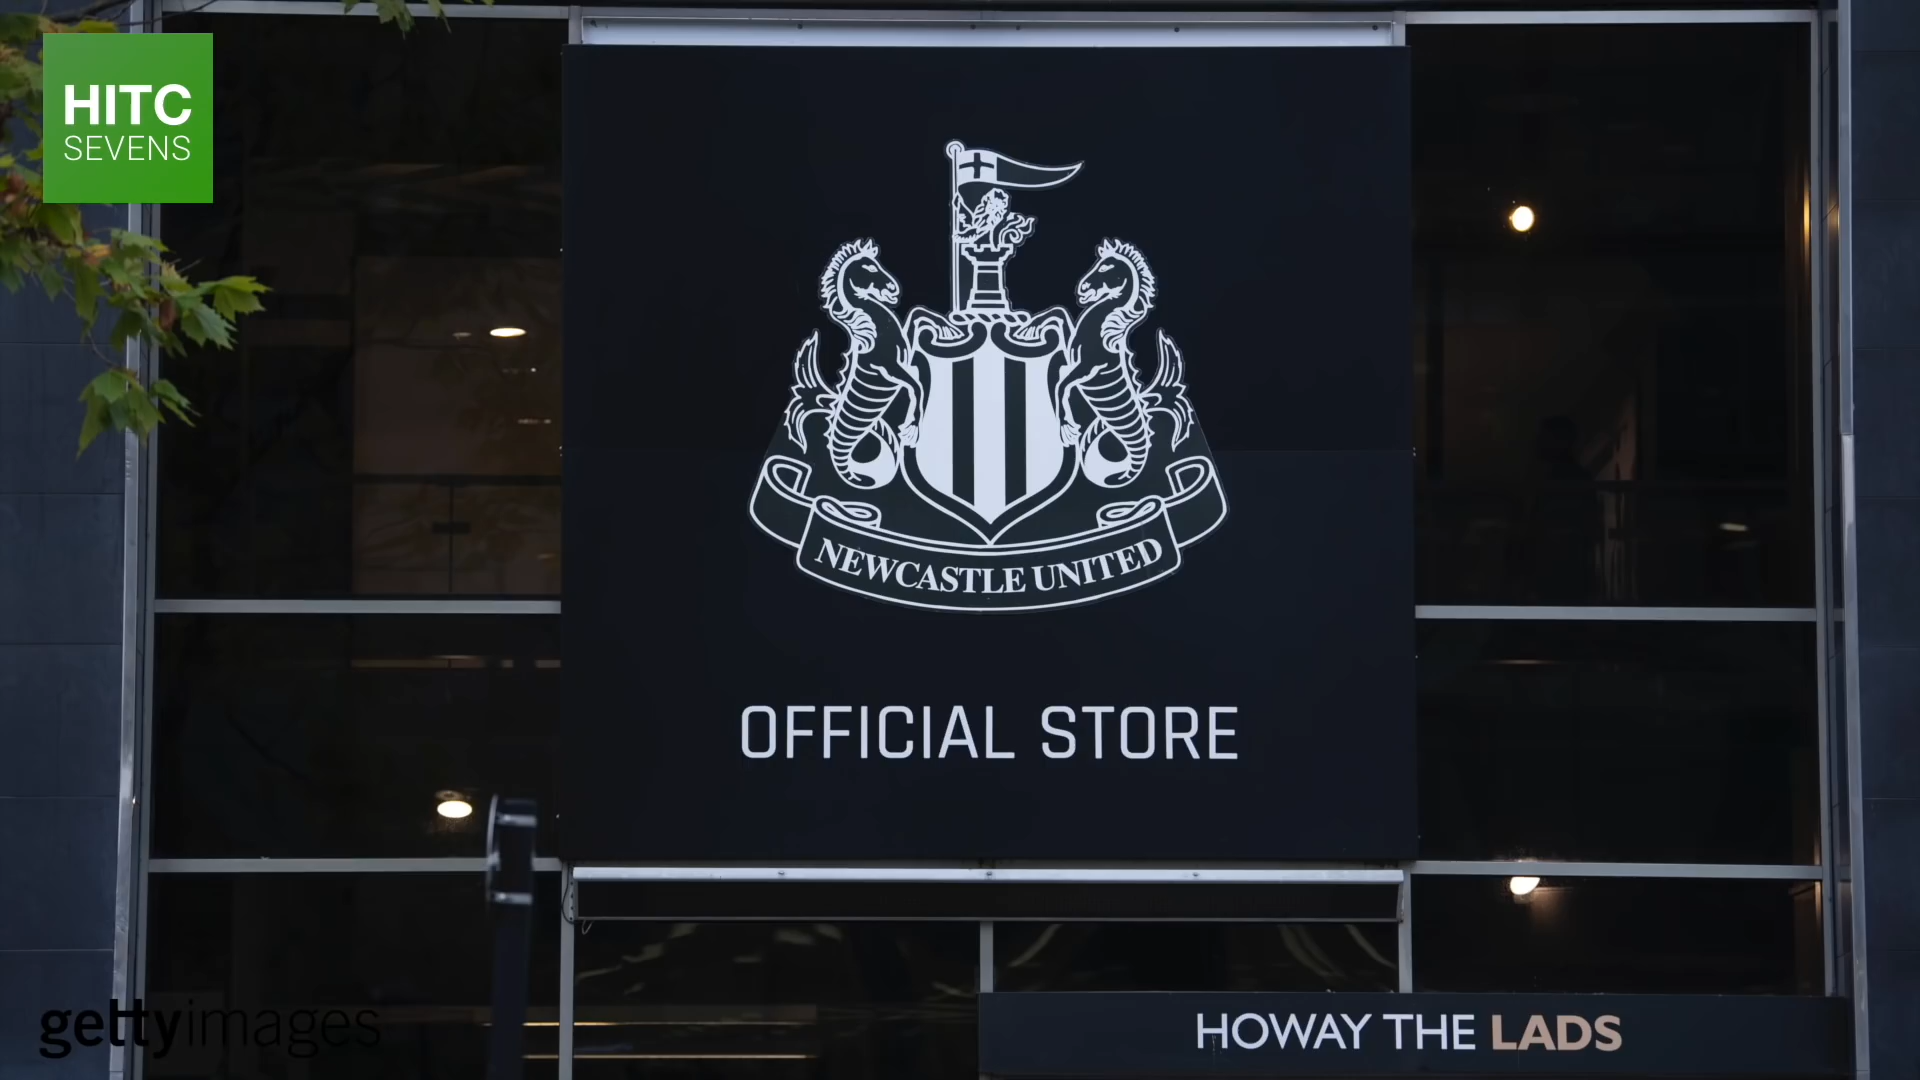 HITC
SEVENS
NEWCASTLE UNITED
OFFICIAL STORE
gettyimages
HOWAY THE LADS